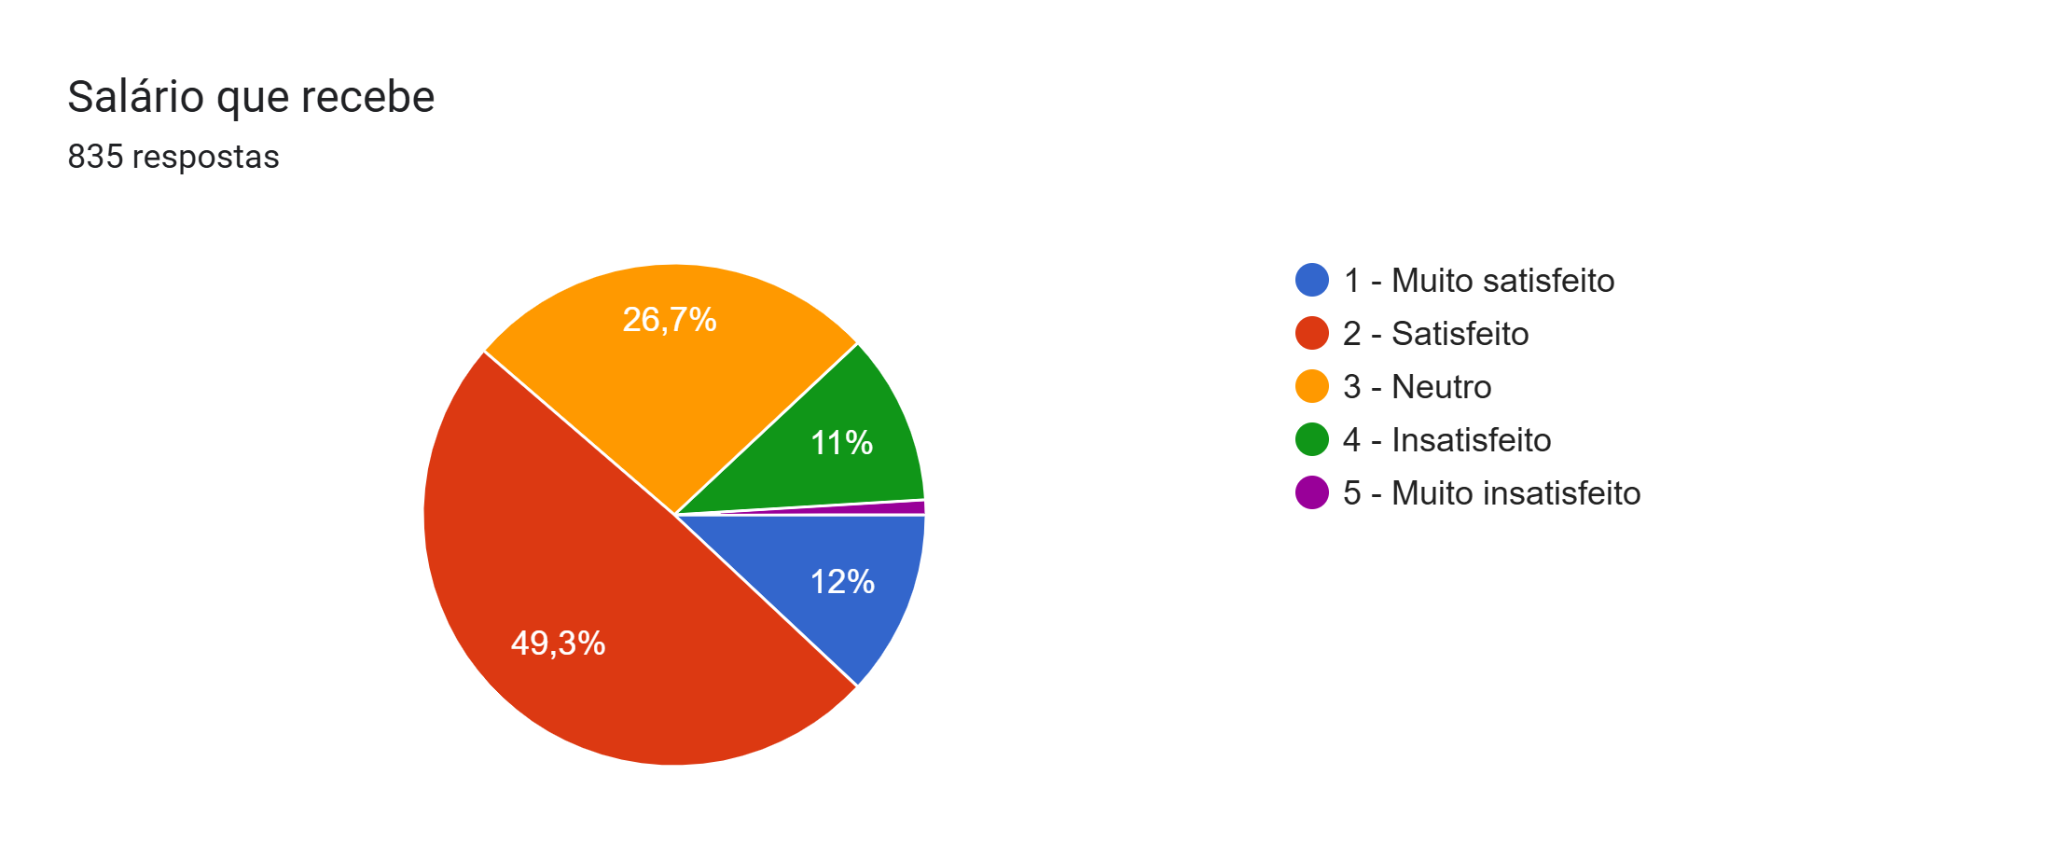 Salário que recebe
835 respostas
26,7%
11%
12%
49,3%
1 - Muito satisfeito
2 - Satisfeito
3 - Neutro
4 - Insatisfeito
5 - Muito insatisfeito